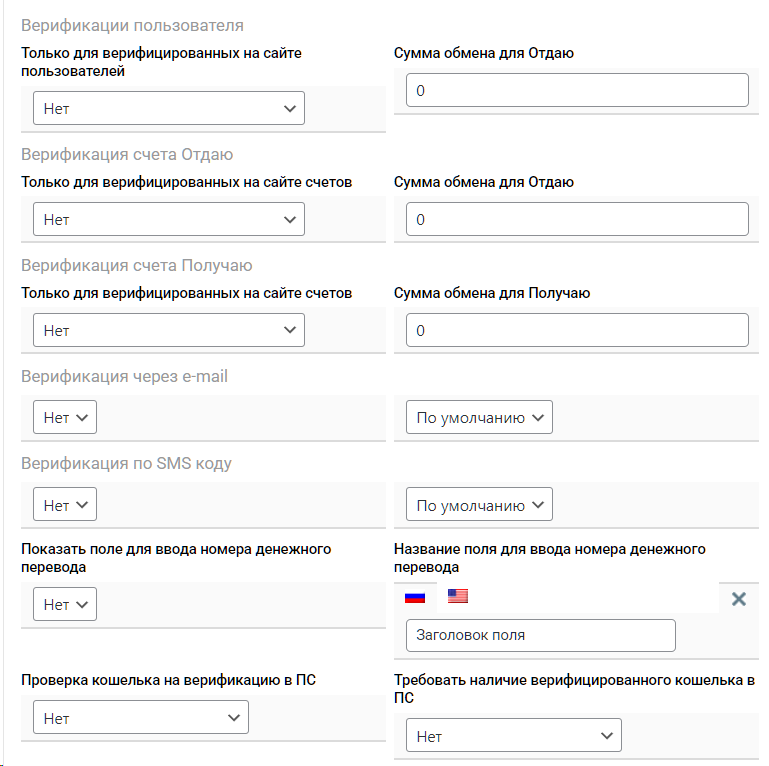 Верификации пользователя
Только для верифицированных на сайте
пользователей
Нет
Сумма обмена для Отдаю
0
Верификация счета Отдаю
Только для верифицированных на сайте счетов
Нет
Сумма обмена для Отдаю
0
Верификация счета Получаю
Только для верифицированных на сайте счетов
Нет
Сумма обмена для Получаю
0
Верификация через e-mail
Нет
По умолчанию
Верификация по SMS коду
Нет
По умолчанию
Показать поле для ввода номера денежного
перевода
Нет
Название поля для ввода номера денежного
перевода
Заголовок поля
Проверка кошелька на верификацию в ПС
Нет
Требовать наличие верифицированного кошелька в
ПС
Нет